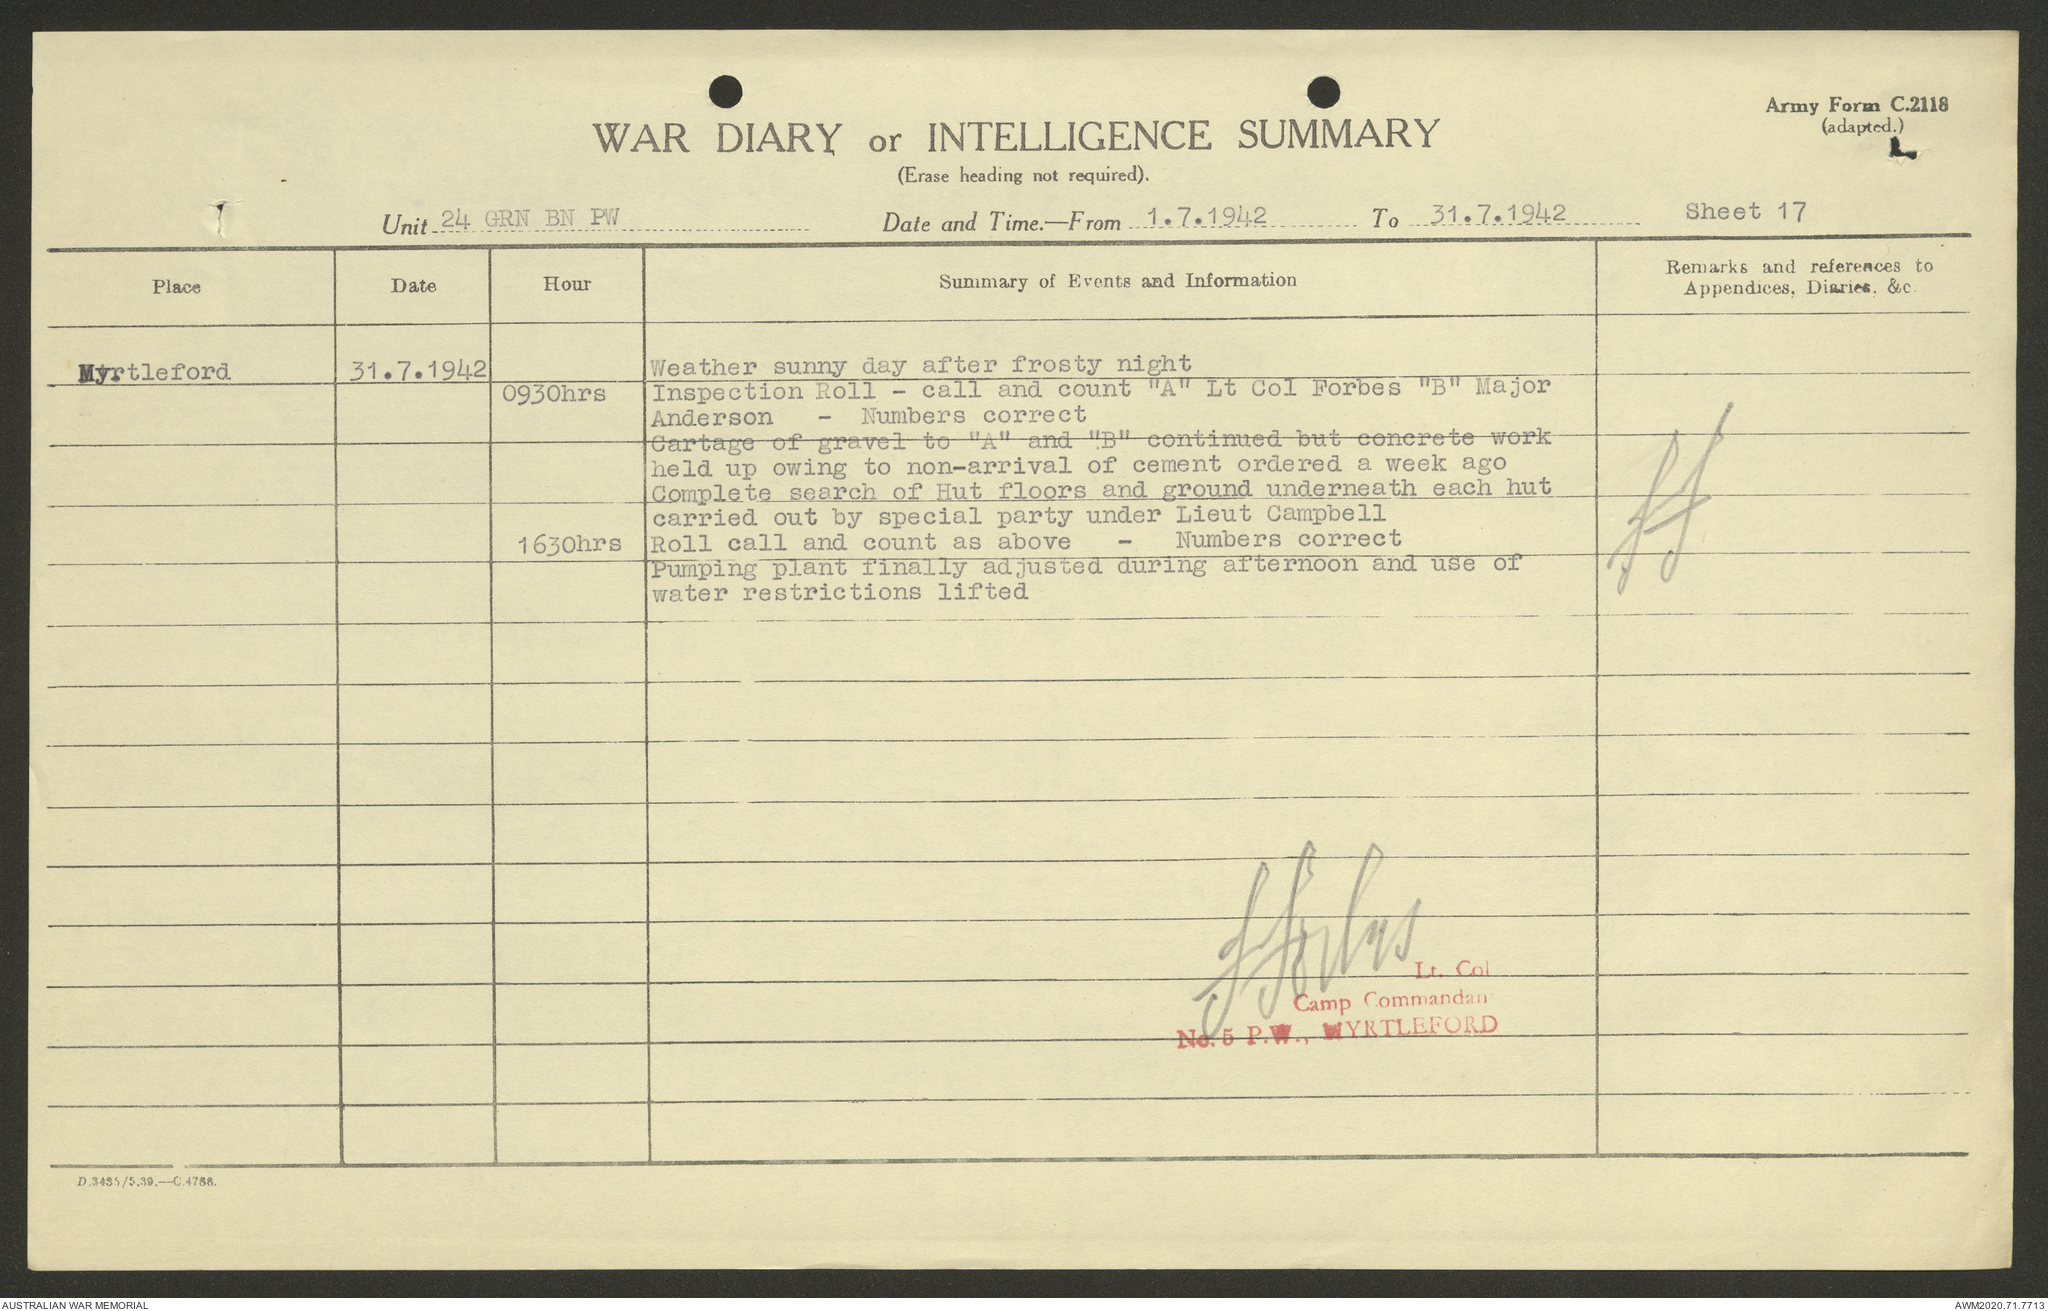 Army Form C.2118
(adapted.)
WAR DIARY or INTELLIGENCE SUMMARY
(Erase heading not required).
Unit 24 GRN BN PW Date and Time.—From 1.7.1942 To 31.7.1942 Sheet 17
Place Date Hour Summary of Events and Information Remarks and references to
Appendices, Diaries, &c.
Myrtleford 31.7.1942 Weather sunny day after frosty night
0930hrs Inspection Roll - call and count "A" Lt Col Forbes "B" Major
Anderson - Numbers correct
Cartage of gravel to "A" and "B" continued but concrete work
held up owing to non-arrival of cement ordered a week ago
Complete search of Hut floors and ground underneath each hut
carried out by special party under Lieut Campbell
1630hrs Roll call and count as above - Numbers correct
Pumping plant finally adjusted during afternoon and use of
water restrictions lifted
Forbes
Lt. Col
Camp Commandan
No. 5 P.W., MYRTLEFORD
D.3485/5.39.—C.4786.
AUSTRALIAN WAR MEMORIAL AWM2020.71.7713